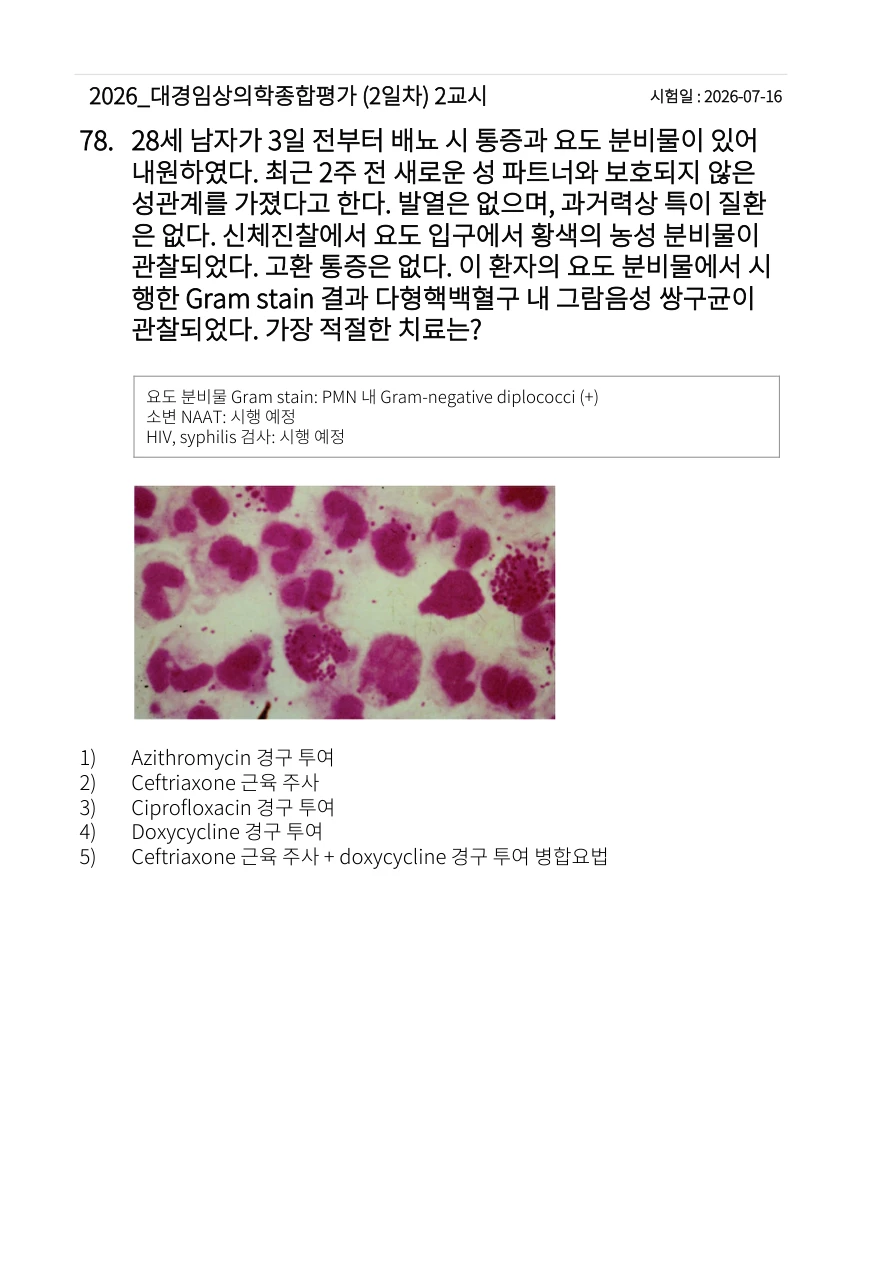 2026_대경임상의학종합평가 (2일차) 2교시 시험일 : 2026-07-16
78. 28세 남자가 3일 전부터 배뇨 시 통증과 요도 분비물이 있어
내원하였다. 최근 2주 전 새로운 성 파트너와 보호되지 않은
성관계를 가졌다고 한다. 발열은 없으며, 과거력상 특이 질환
은 없다. 신체진찰에서 요도 입구에서 황색의 농성 분비물이
관찰되었다. 고환 통증은 없다. 이 환자의 요도 분비물에서 시
행한 Gram stain 결과 다형핵백혈구 내 그람음성 쌍구균이
관찰되었다. 가장 적절한 치료는?
요도 분비물 Gram stain: PMN 내 Gram-negative diplococci (+)
소변 NAAT: 시행 예정
HIV, syphilis 검사: 시행 예정
1) Azithromycin 경구 투여
2) Ceftriaxone 근육 주사
3) Ciprofloxacin 경구 투여
4) Doxycycline 경구 투여
5) Ceftriaxone 근육 주사 + doxycycline 경구 투여 병합요법